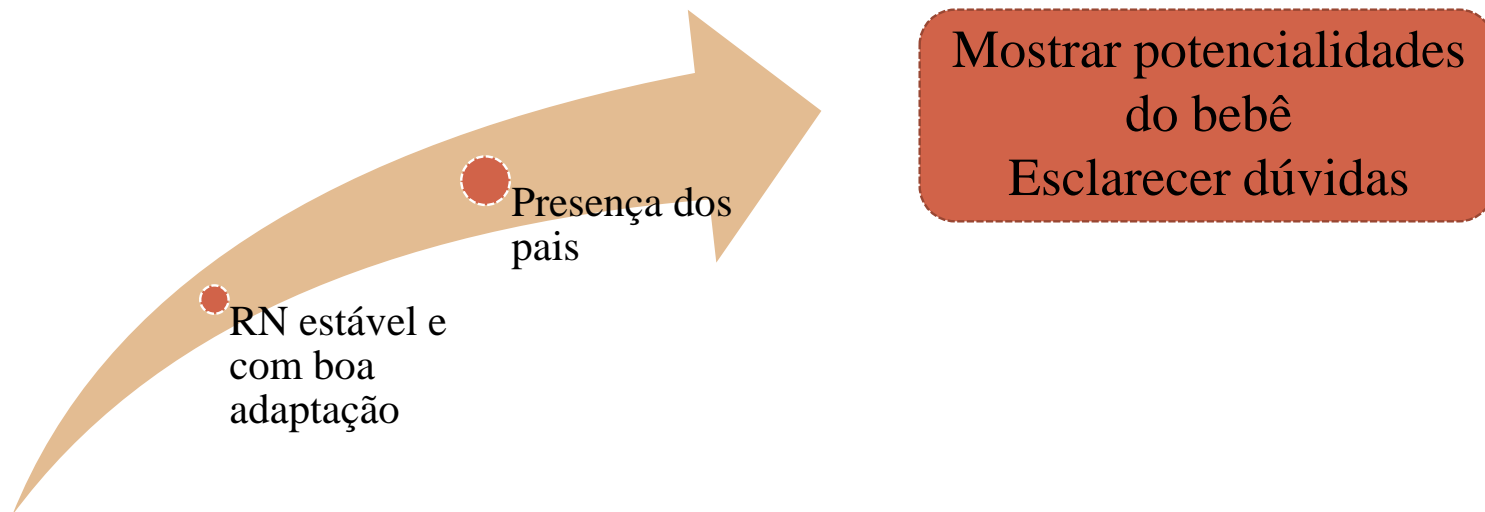 Mostrar potencialidades
do bebê
Esclarecer dúvidas
Presença dos
pais
RN estável e
com boa
adaptação